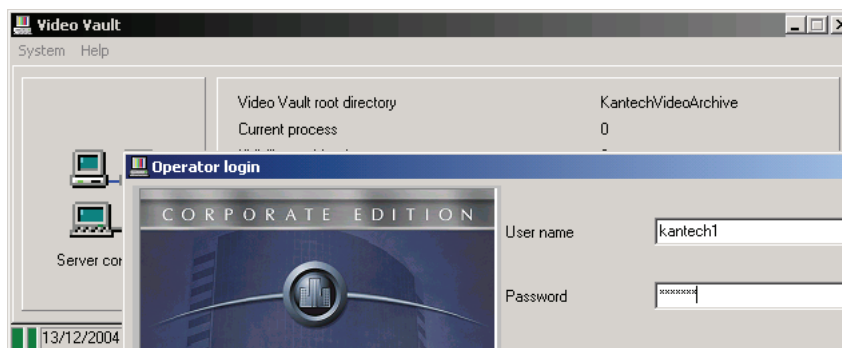 Video Vault
System Help
Video Vault root directory KantechVideoArchive
Current process 0
Operator login
CORPORATE EDITION
User name kantech1
Server
Password *******
13/12/2004